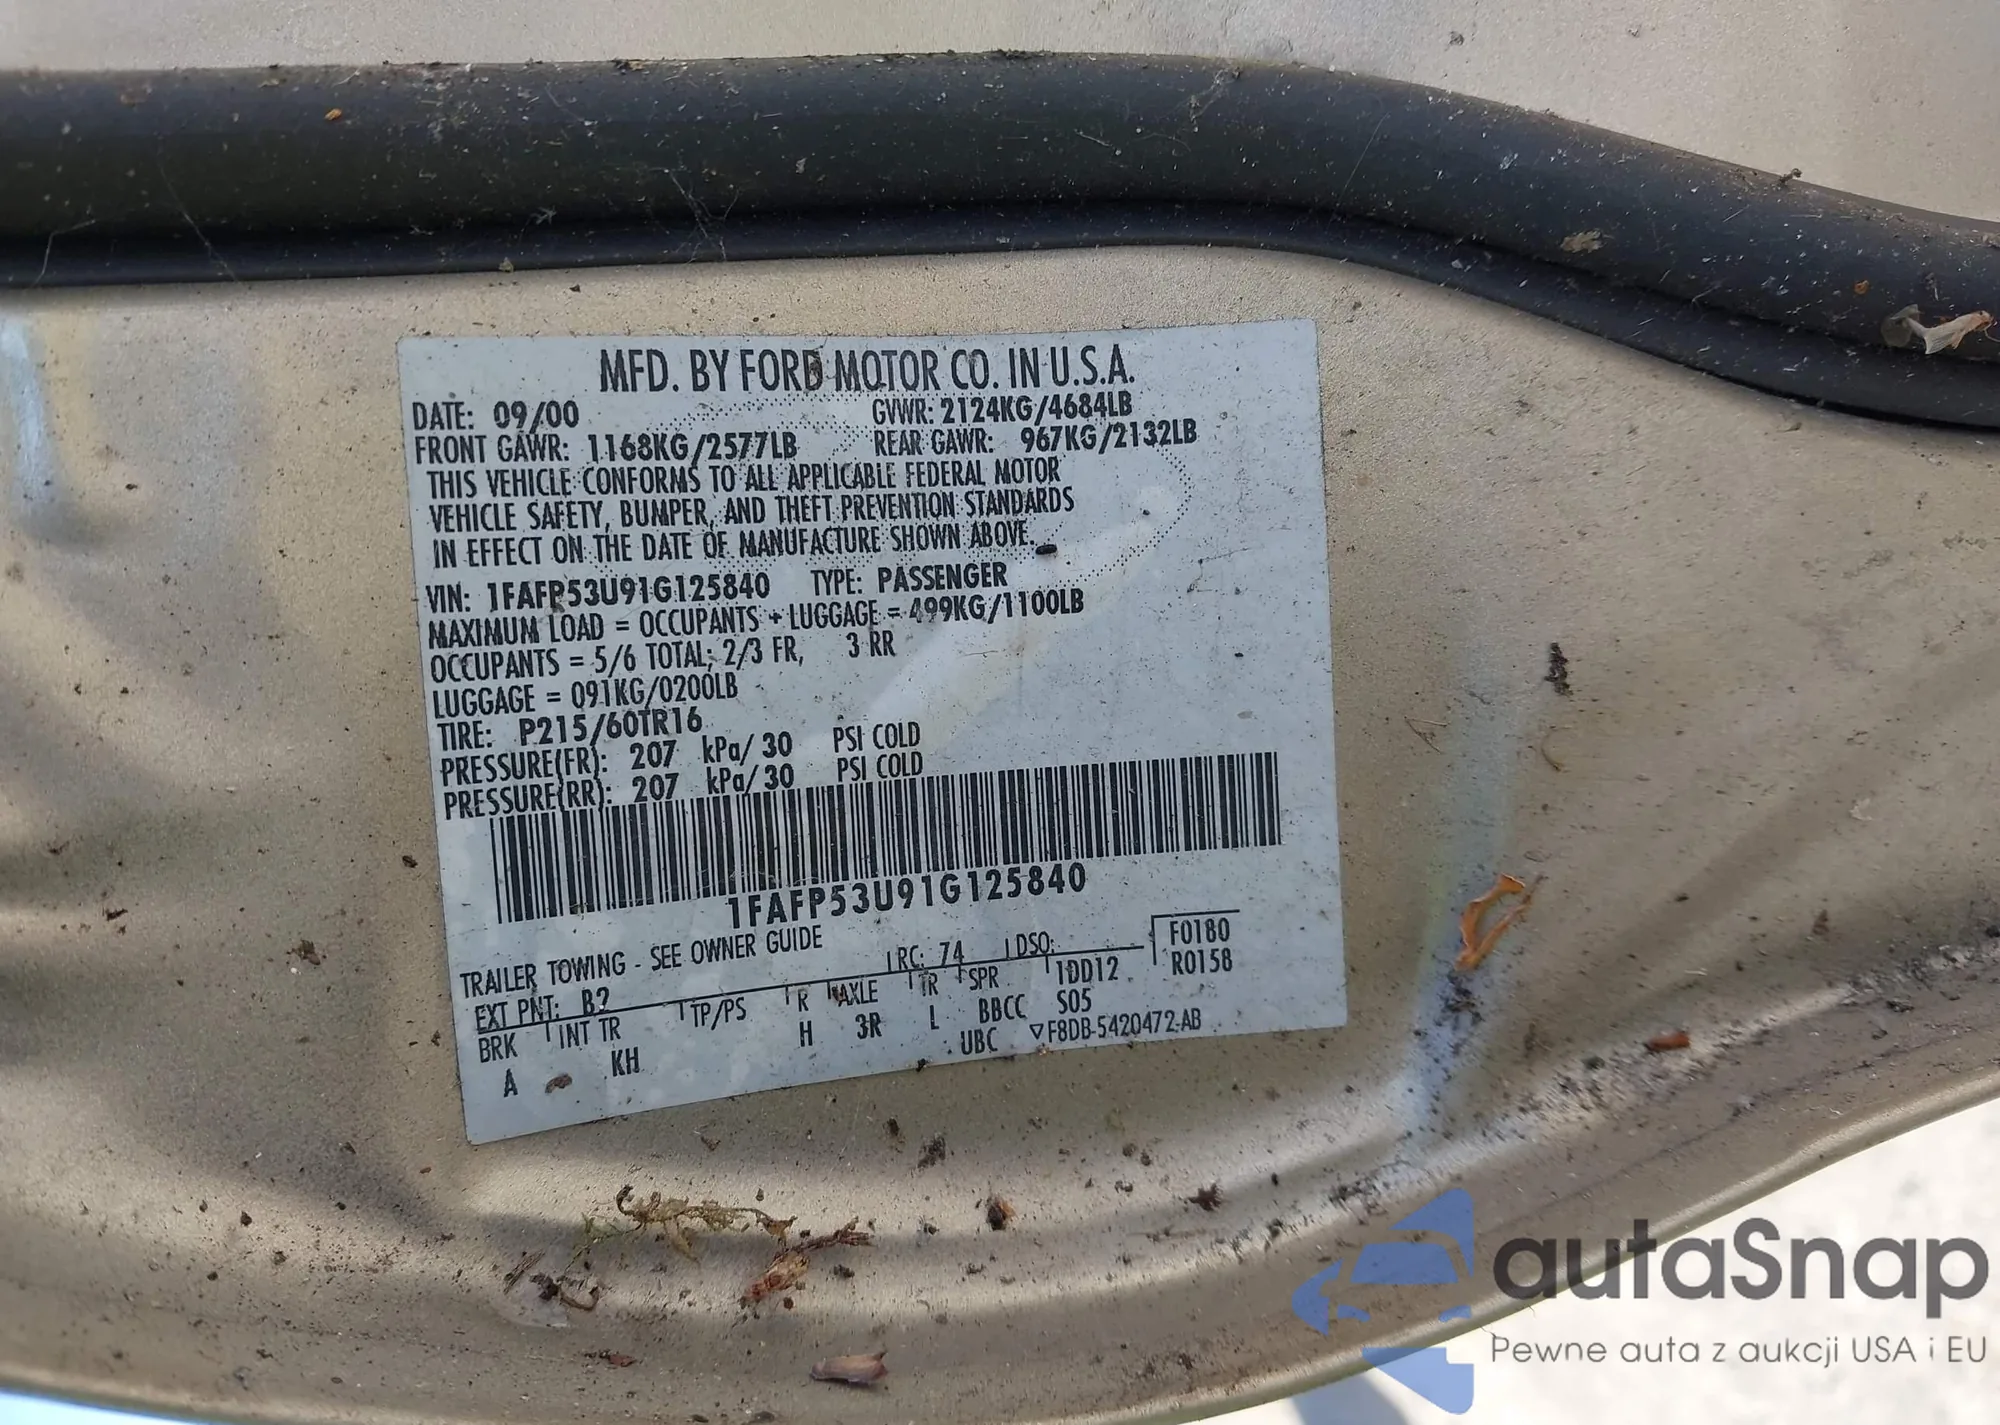 MFD. BY FORD MOTOR CO. IN U.S.A.
DATE: 09/00 GVWR: 2124KG/4684LB
FRONT GAWR: 1168KG/2577LB REAR GAWR: 967KG/2132LB
THIS VEHICLE CONFORMS TO ALL APPLICABLE FEDERAL MOTOR
VEHICLE SAFETY, BUMPER, AND THEFT PREVENTION STANDARDS
IN EFFECT ON THE DATE OF MANUFACTURE SHOWN ABOVE.
VIN: 1FAFP53U91G125840 TYPE: PASSENGER
MAXIMUM LOAD = OCCUPANTS + LUGGAGE = 499KG/1100LB
OCCUPANTS = 5/6 TOTAL; 2/3 FR, 3 RR
LUGGAGE = 091KG/0200LB
TIRE: P215/60TR16
PRESSURE(FR): 207 kPa/ 30 PSI COLD
PRESSURE(RR): 207 kPa/ 30 PSI COLD
1FAFP53U91G125840
TRAILER TOWING - SEE OWNER GUIDE
F0180
R0158
EXT PNT: B2 RC: 74 DSO:
BRK INT TR TP/PS R AXLE TR SPR 1DD12
A KH H 3R L BBCC S05
UBC ▽F8DB-5420472-AB
autaSnap
Pewne auta z aukcji USA i EU